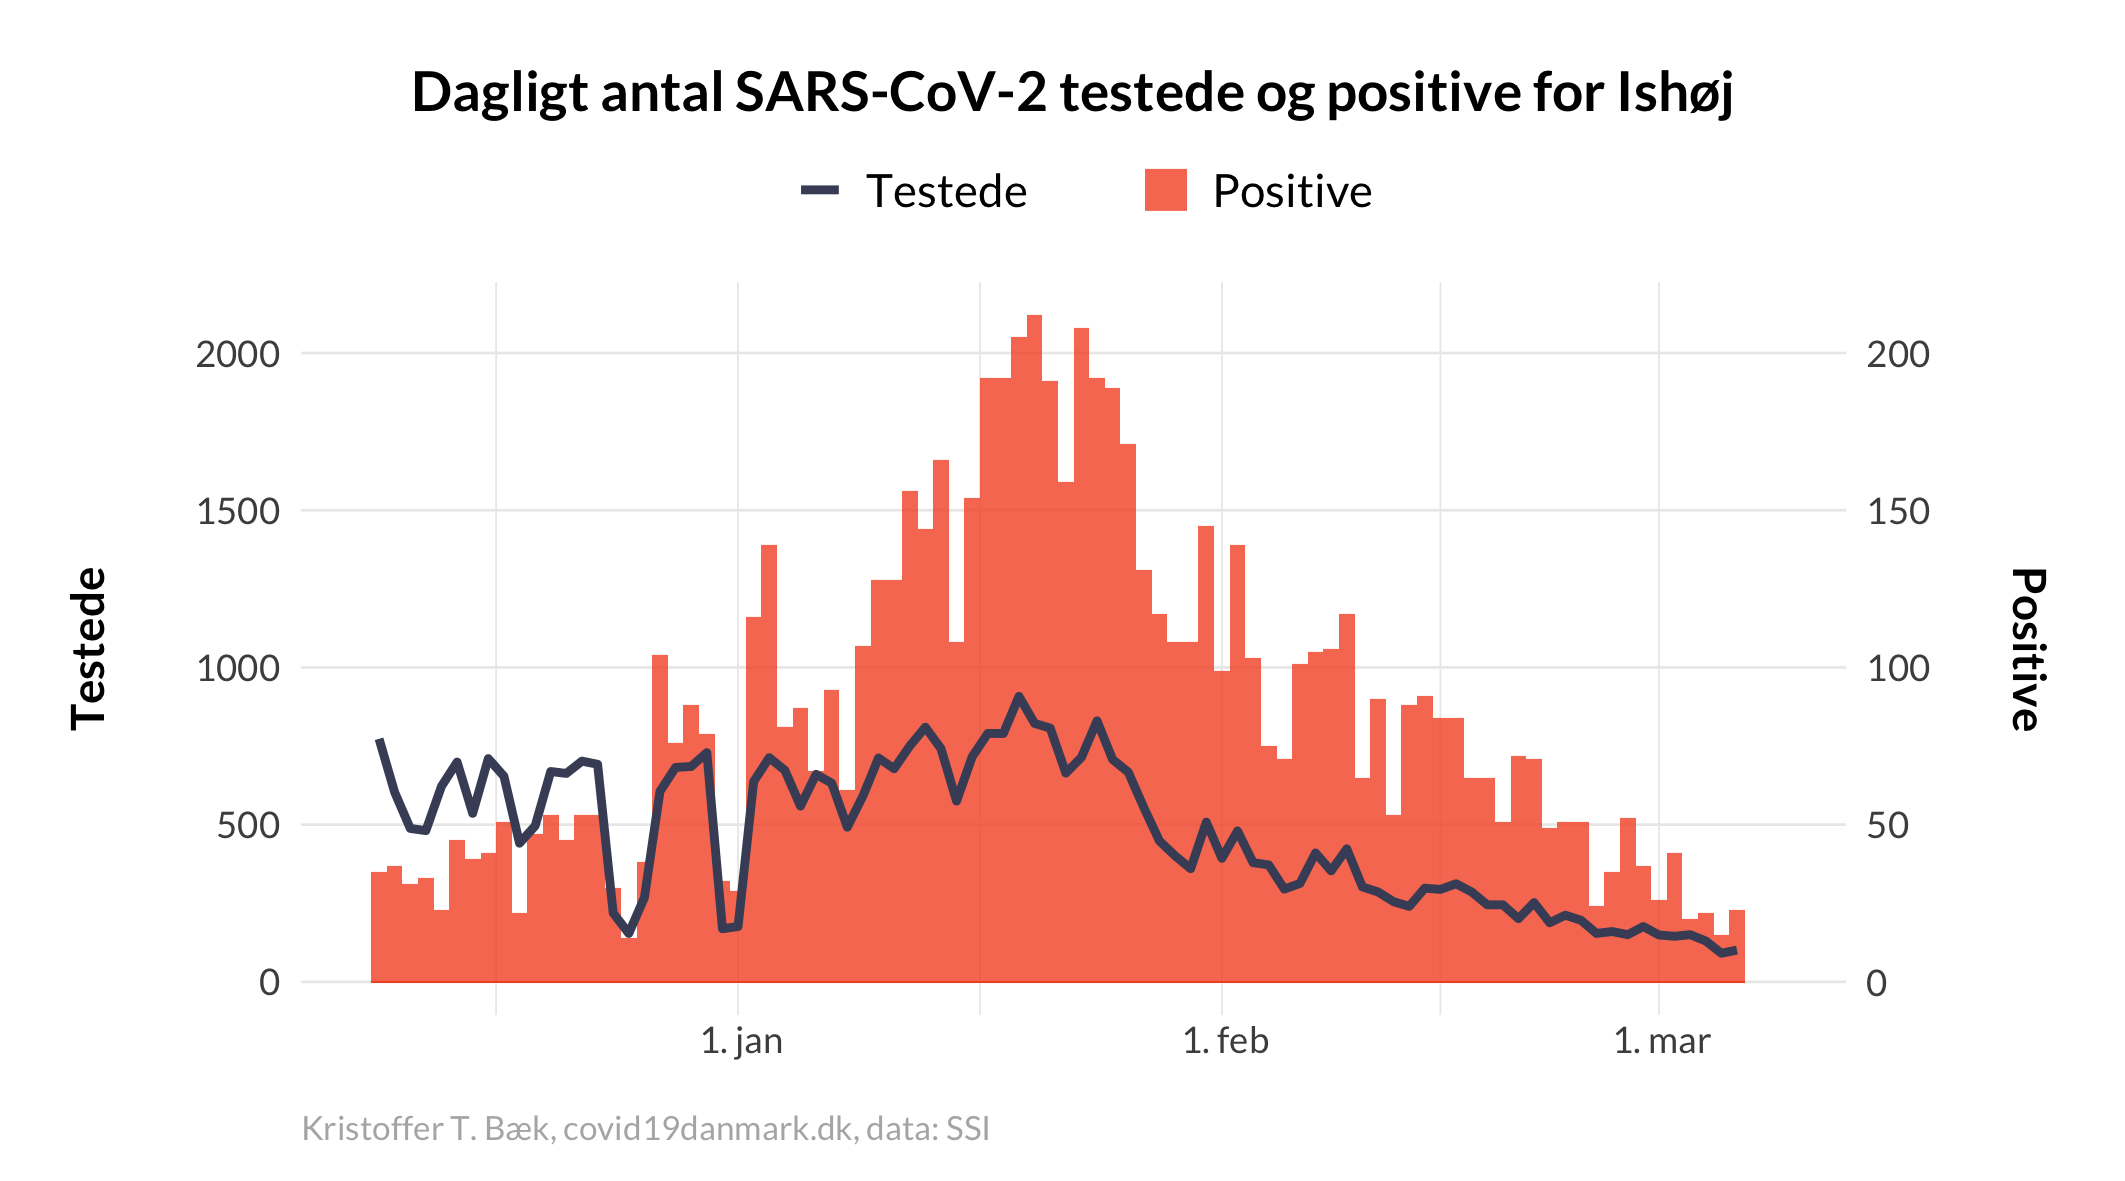 Dagligt antal SARS-CoV-2 testede og positive for Ishøj
Testede
Positive
2000
1500
1000
500
0
200
150
100
50
0
Testede
Positive
1. jan
1. feb
1. mar
Kristoffer T. Bæk, covid19danmark.dk, data: SSI